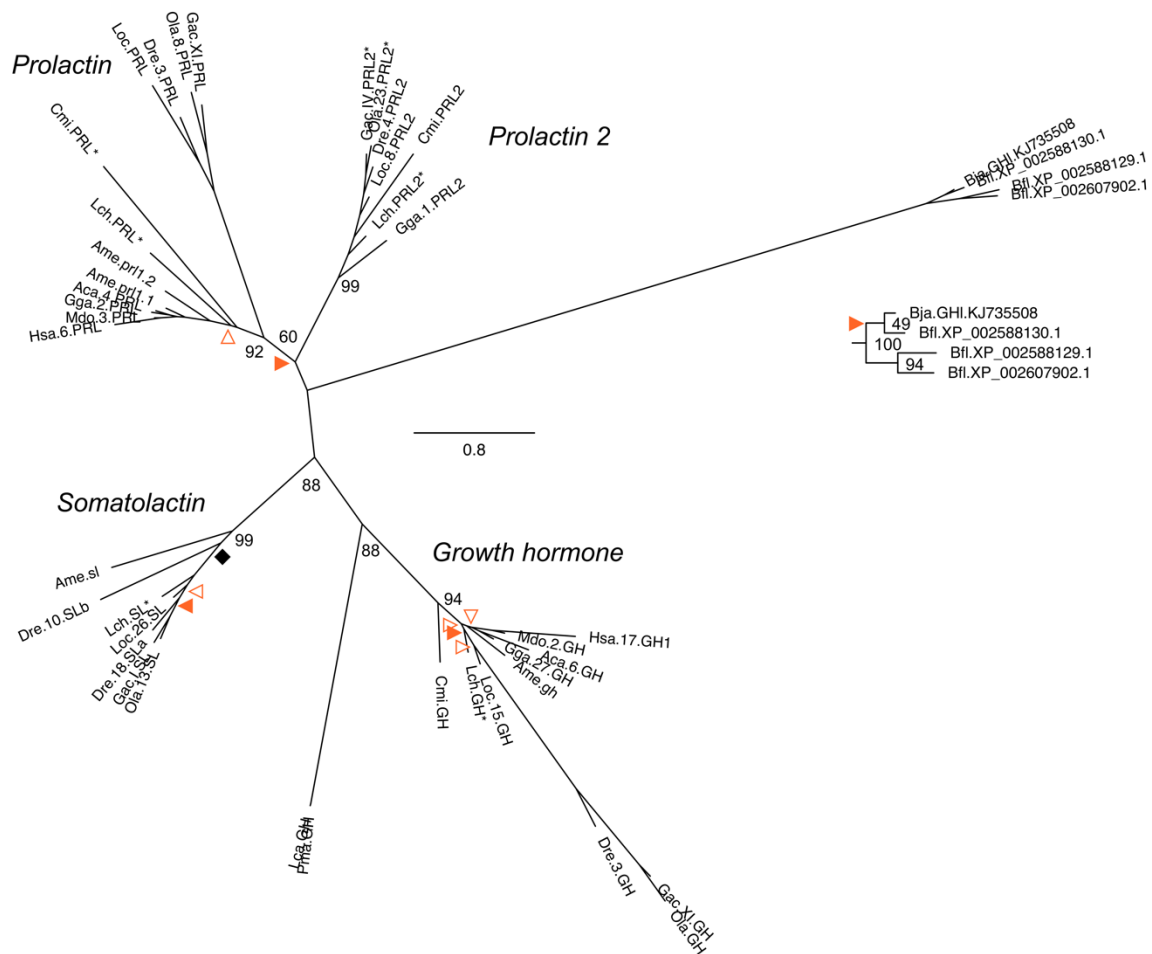 Prolactin
Loc.PRL
Dre.3.PRL
Ola.8.PRL
Gac.XI.PRL
Cmi.PRL*
Lch.PRL*
Ame.prl1.2
Ame.prl1.1
Aca.4.PRL
Gga.2.PRL
Mdo.3.PRL
Hsa.6.PRL
92
60
Prolactin 2
Gac.IV.PRL2*
Ola.23.PRL2*
Dre.4.PRL2
Loc.8.PRL2
Cmi.PRL2
Lch.PRL2*
Gga.1.PRL2
99
Bja.GHl.KJ735508
Bfl.XP_002588130.1
Bfl.XP_002588129.1
Bfl.XP_002607902.1
Bja.GHl.KJ735508
49
Bfl.XP_002588130.1
100
Bfl.XP_002588129.1
94
Bfl.XP_002607902.1
0.8
88
Somatolactin
99
Ame.sl
Dre.10.SLb
Lch.SL*
Loc.26.SL
Dre.18.SLa
Gac.I.SL
Ola.13.SL
88
Growth hormone
94
Hsa.17.GH1
Mdo.2.GH
Aca.6.GH
Gga.27.GH
Ame.gh
Loc.15.GH
Lch.GH*
Cmi.GH
Lca.GH
Pma.GH
Dre.3.GH
Gac.XI.GH
Ola.GH